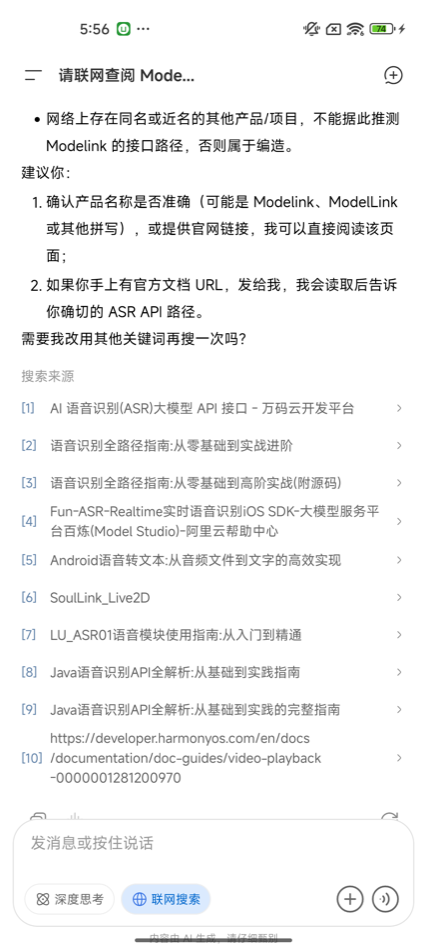 5:56 ···
74
请联网查阅 Mode...
• 网络上存在同名或近名的其他产品/项目，不能据此推测
Modelink 的接口路径，否则属于编造。
建议你：
1. 确认产品名称是否准确（可能是 Modelink、ModelLink
或其他拼写），或提供官网链接，我可以直接阅读该页
面；
2. 如果你手上有官方文档 URL，发给我，我会读取后告诉
你确切的 ASR API 路径。
需要我改用其他关键词再搜一次吗？
搜索来源
[1] AI 语音识别(ASR)大模型 API 接口 - 万码云开发平台
[2] 语音识别全路径指南:从零基础到实战进阶
[3] 语音识别全路径指南:从零基础到高阶实战(附源码)
[4] Fun-ASR-Realtime实时语音识别iOS SDK-大模型服务平
台百炼(Model Studio)-阿里云帮助中心
[5] Android语音转文本:从音频文件到文字的高效实现
[6] SoulLink_Live2D
[7] LU_ASR01语音模块使用指南:从入门到精通
[8] Java语音识别API全解析:从基础到实践指南
[9] Java语音识别API全解析:从基础到实践的完整指南
https://developer.harmonyos.com/en/docs
[10] /documentation/doc-guides/video-playback
-0000001281200970
发消息或按住说话
深度思考 联网搜索
内容由 AI 生成，请仔细甄别